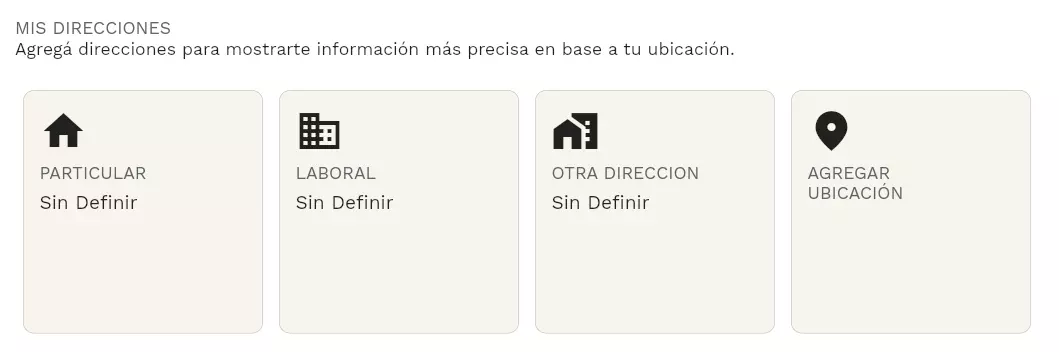 MIS DIRECCIONES
Agregá direcciones para mostrarte información más precisa en base a tu ubicación.
PARTICULAR
Sin Definir
LABORAL
Sin Definir
OTRA DIRECCION
Sin Definir
AGREGAR
UBICACIÓN